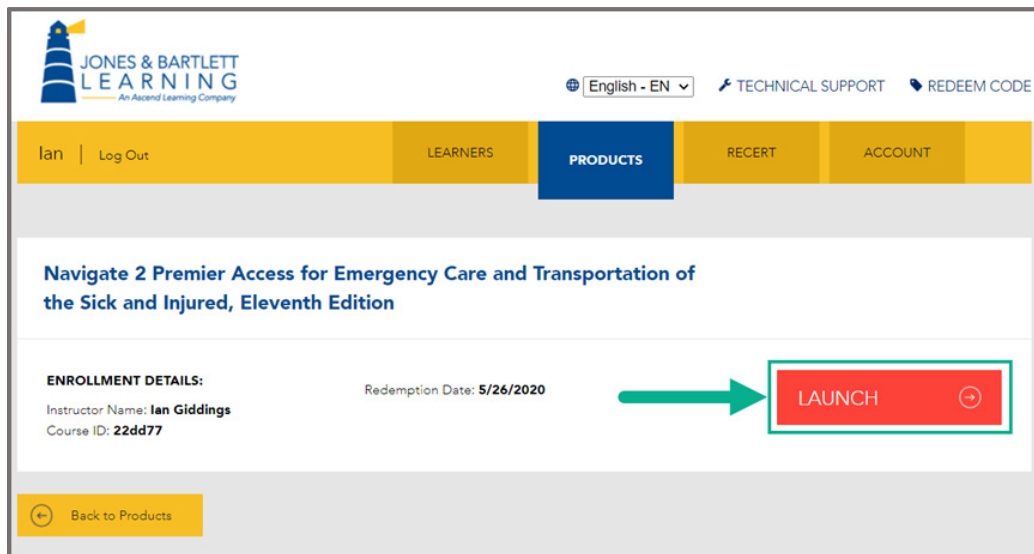 JONES & BARTLETT
LEARNING
An Ascend Learning Company
English - EN
TECHNICAL SUPPORT
REDEEM CODE
Ian | Log Out
LEARNERS
PRODUCTS
RECERT
ACCOUNT
Navigate 2 Premier Access for Emergency Care and Transportation of
the Sick and Injured, Eleventh Edition
ENROLLMENT DETAILS:
Instructor Name: Ian Giddings
Course ID: 22dd77
Redemption Date: 5/26/2020
LAUNCH
Back to Products